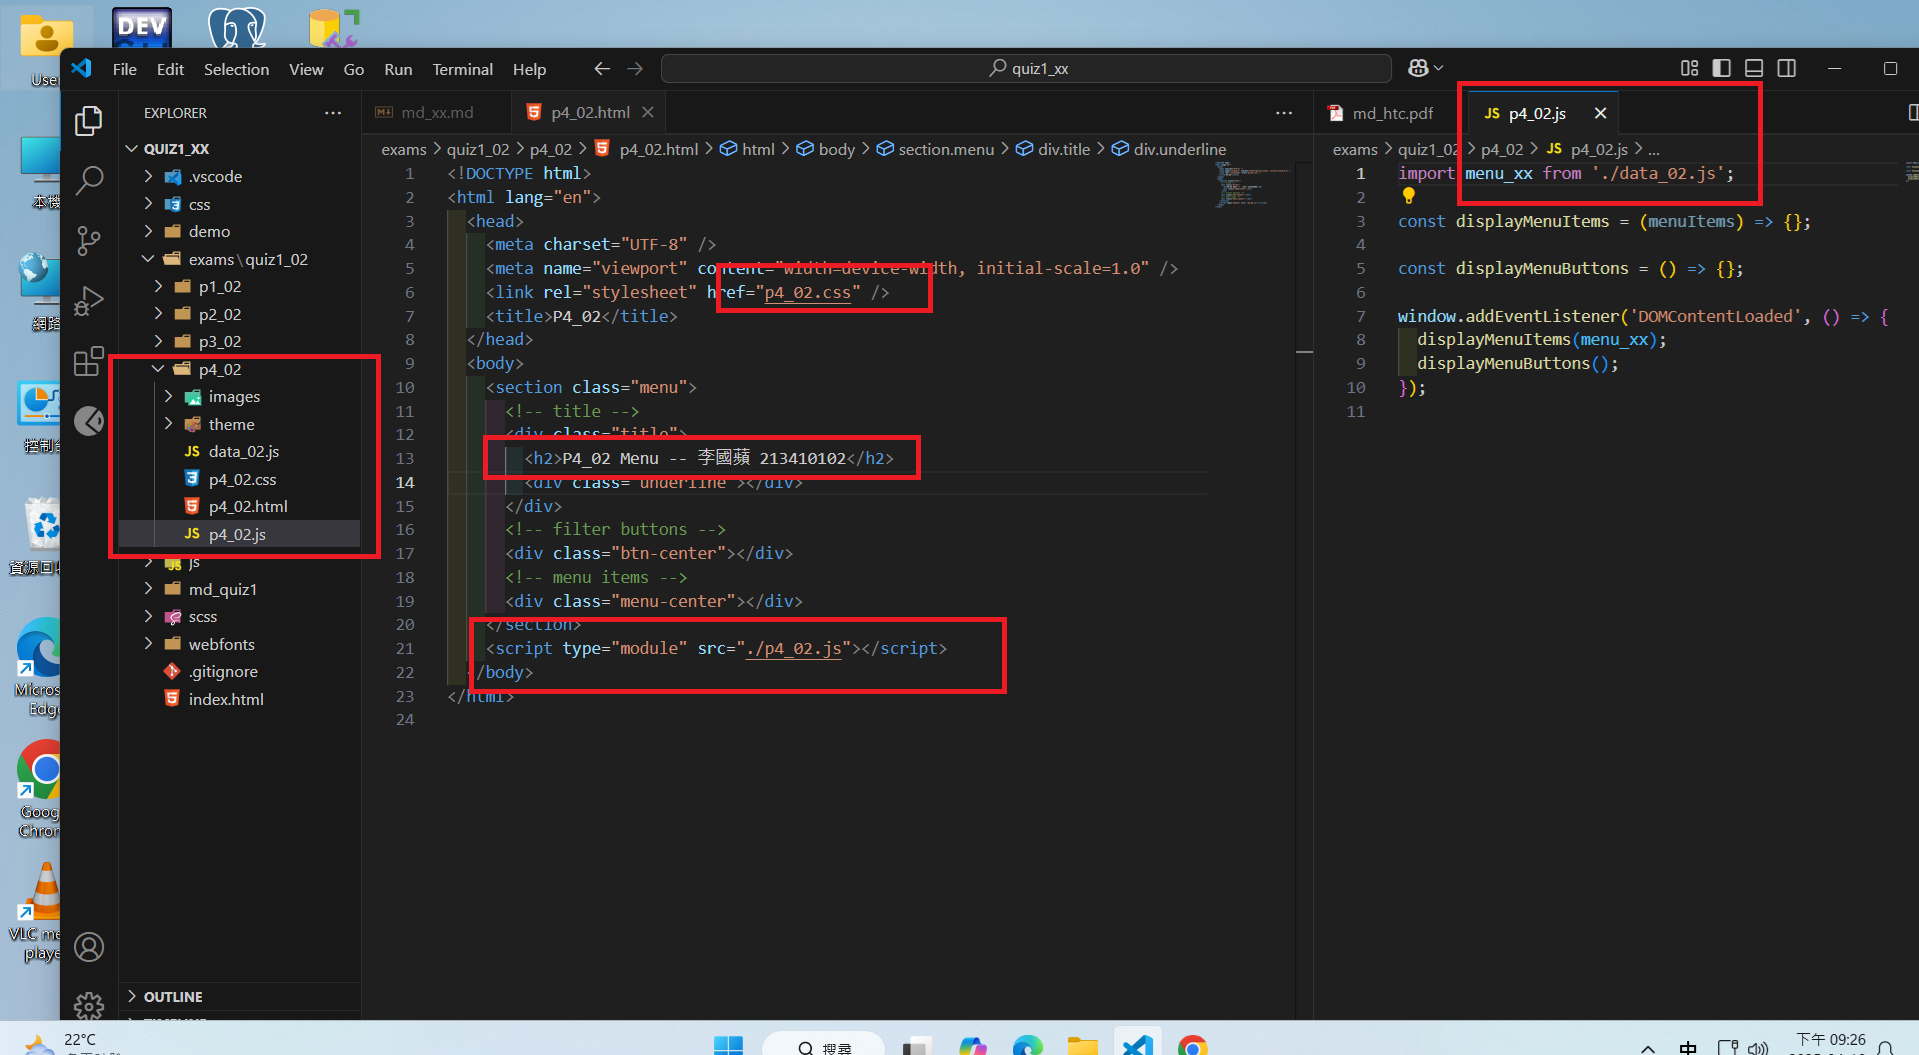 DEV
User
File Edit Selection View Go Run Terminal Help
quiz1_xx
EXPLORER
QUIZ1_XX
.vscode
css
demo
exams\quiz1_02
p1_02
p2_02
p3_02
p4_02
images
theme
JS data_02.js
p4_02.css
p4_02.html
JS p4_02.js
js
md_quiz1
scss
webfonts
.gitignore
index.html
OUTLINE
md_xx.md
p4_02.html
exams > quiz1_02 > p4_02 > p4_02.html > html > body > section.menu > div.title > div.underline
1 <!DOCTYPE html>
2 <html lang="en">
3 <head>
4 <meta charset="UTF-8" />
5 <meta name="viewport" content="width=device-width, initial-scale=1.0" />
6 <link rel="stylesheet" href="p4_02.css" />
7 <title>P4_02</title>
8 </head>
9 <body>
10 <section class="menu">
11 <!-- title -->
12 <div class="title">
13 <h2>P4_02 Menu -- 李國蘋 213410102</h2>
14 <div class="underline"></div>
15 </div>
16 <!-- filter buttons -->
17 <div class="btn-center"></div>
18 <!-- menu items -->
19 <div class="menu-center"></div>
20 </section>
21 <script type="module" src="./p4_02.js"></script>
22 </body>
23 </html>
24
md_htc.pdf
JS p4_02.js
exams > quiz1_02 > p4_02 > JS p4_02.js > ...
1 import menu_xx from './data_02.js';
2
3 const displayMenuItems = (menuItems) => {};
4
5 const displayMenuButtons = () => {};
6
7 window.addEventListener('DOMContentLoaded', () => {
8 displayMenuItems(menu_xx);
9 displayMenuButtons();
10 });
11
本機
網路
控制台
資源回收
Micros
Edge
Goog
Chro
VLC me
playe
22°C
搜尋
中
下午 09:26